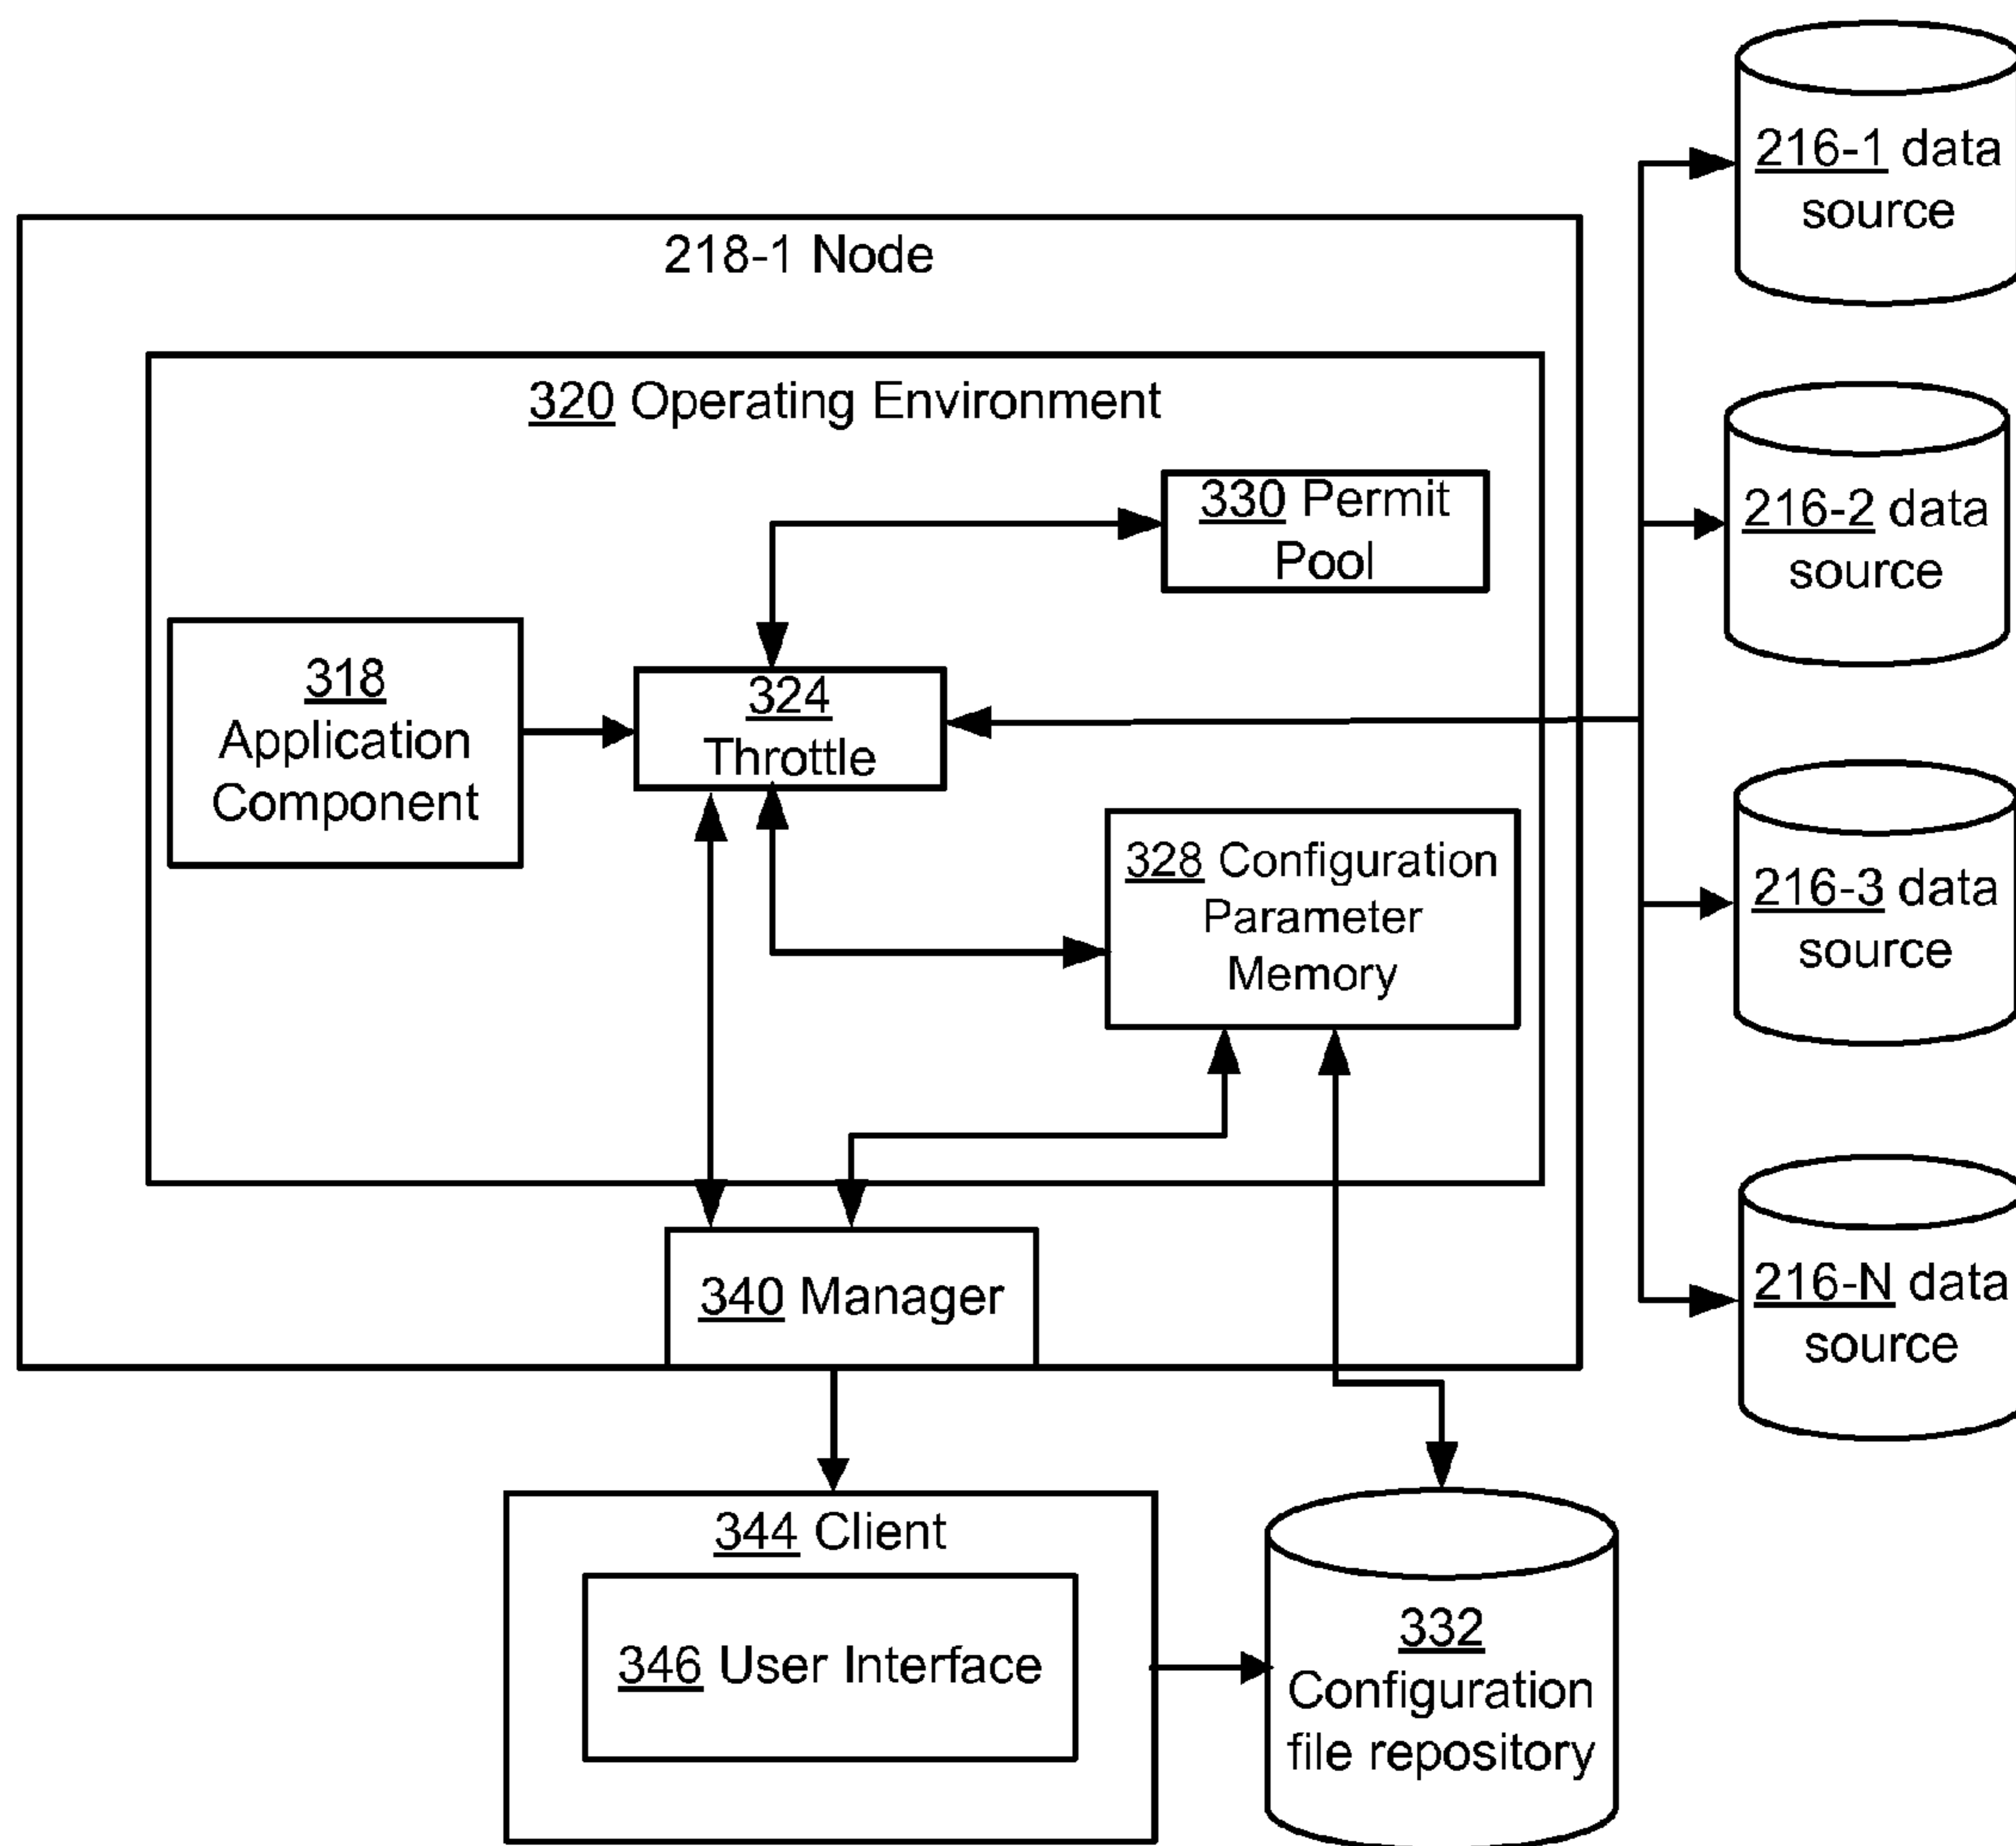 216-1 data
source
218-1 Node
320 Operating Environment
330 Permit
Pool
216-2 data
source
318
Application
Component
324
Throttle
328 Configuration
Parameter
Memory
216-3 data
source
340 Manager
216-N data
source
344 Client
346 User Interface
332
Configuration
file repository